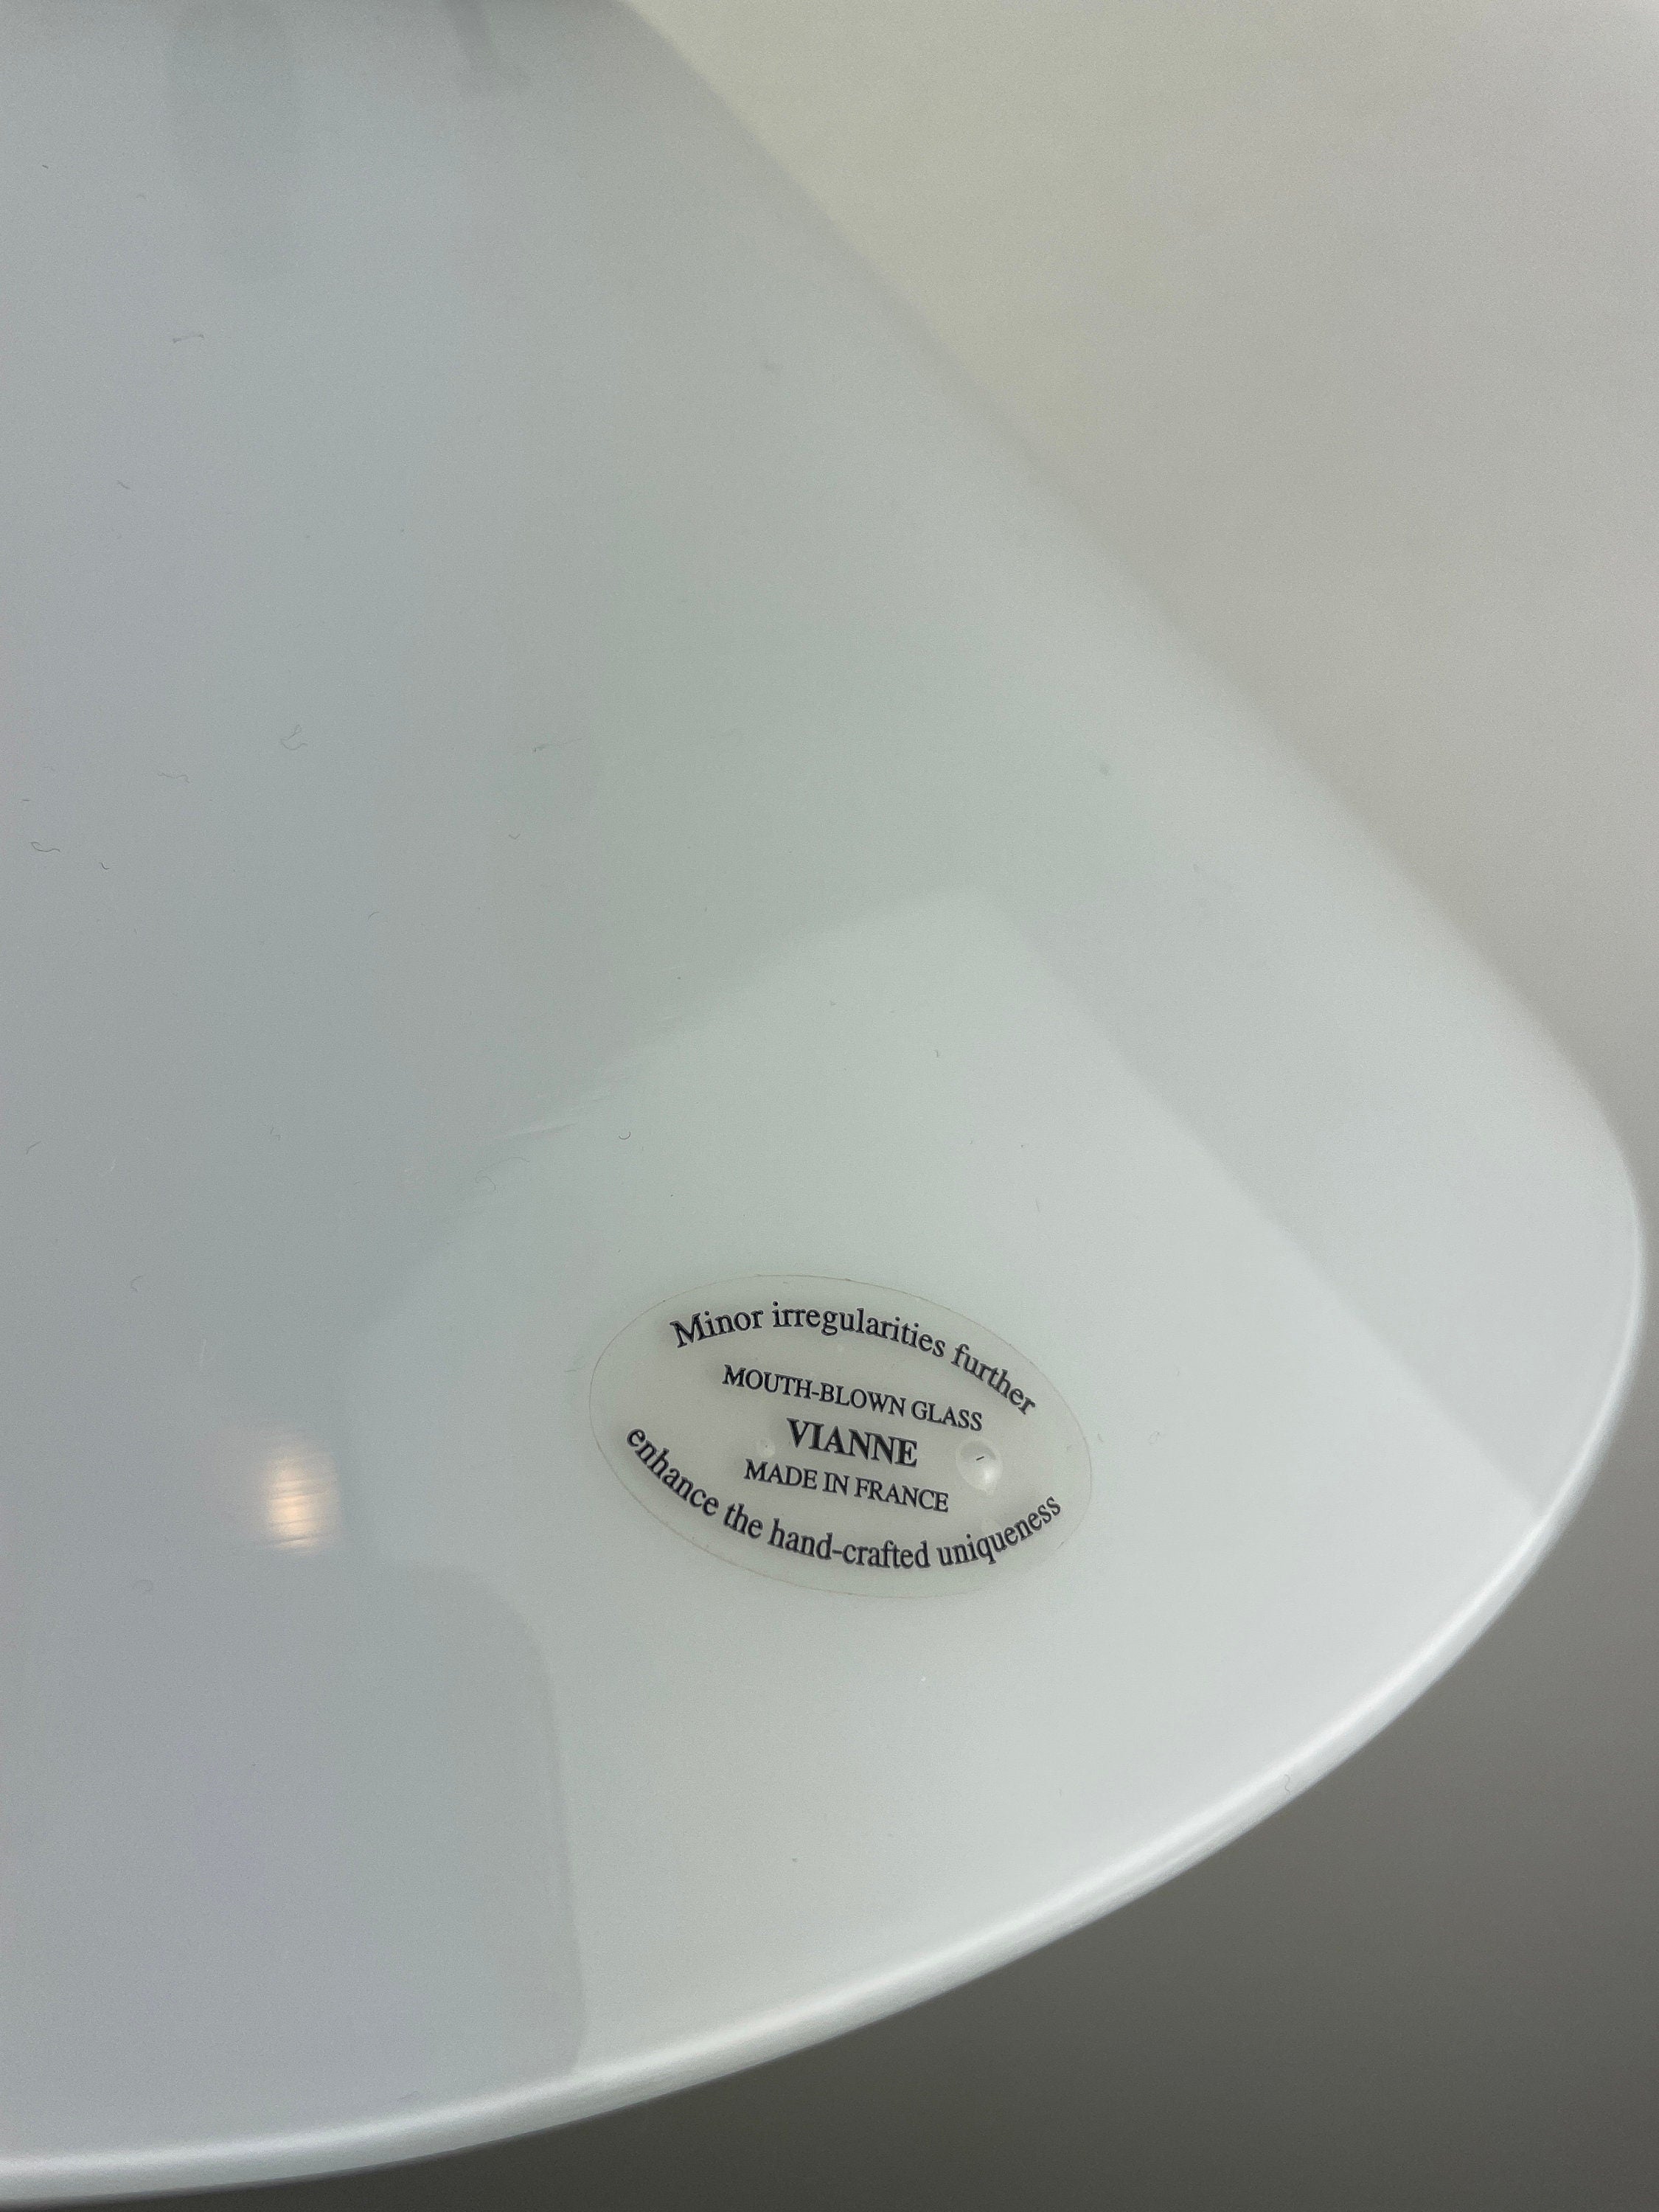 Minor irregularities further
MOUTH-BLOWN GLASS
VIANNE
MADE IN FRANCE
enhance the hand-crafted uniqueness